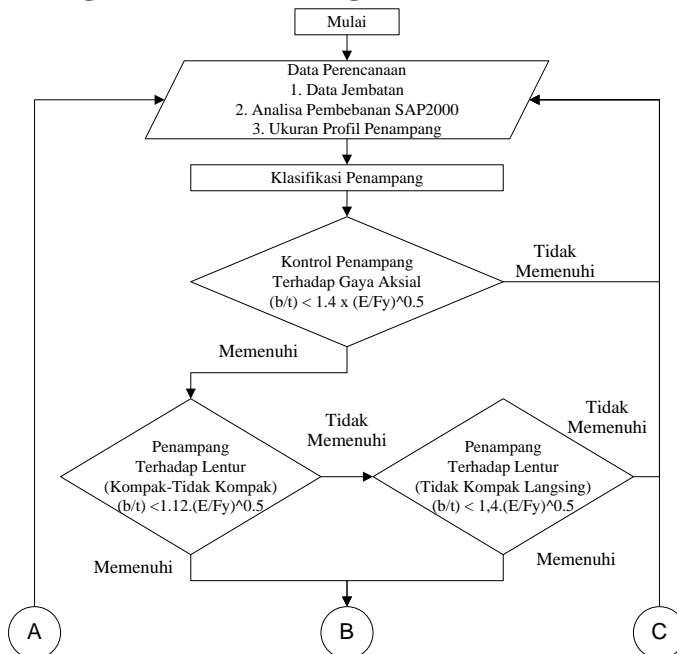 Mulai
Data Perencanaan
1. Data Jembatan
2. Analisa Pembebanan SAP2000
3. Ukuran Profil Penampang
Klasifikasi Penampang
Kontrol Penampang
Terhadap Gaya Aksial
(b/t) < 1.4 x (E/Fy)^0.5
Tidak
Memenuhi
Memenuhi
Penampang
Terhadap Lentur
(Kompak-Tidak Kompak)
(b/t) <1.12.(E/Fy)^0.5
Tidak
Memenuhi
Penampang
Terhadap Lentur
(Tidak Kompak Langsing)
(b/t) < 1,4.(E/Fy)^0.5
Tidak
Memenuhi
Memenuhi
Memenuhi
A
B
C